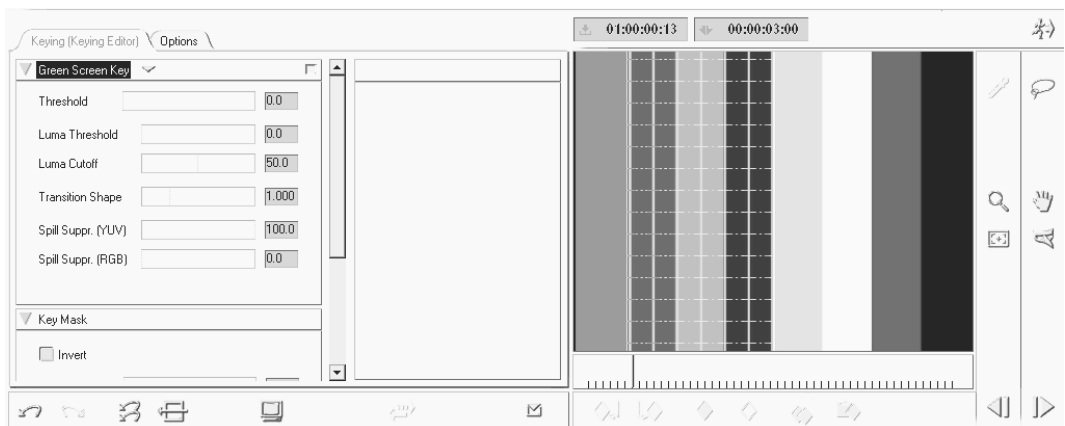 01:00:00:13 00:00:03:00
Keying (Keying Editor) Options
Green Screen Key
Threshold 0.0
Luma Threshold 0.0
Luma Cutoff 50.0
Transition Shape 1.000
Spill Suppr. (YUV) 100.0
Spill Suppr. (RGB) 0.0
Key Mask
Invert